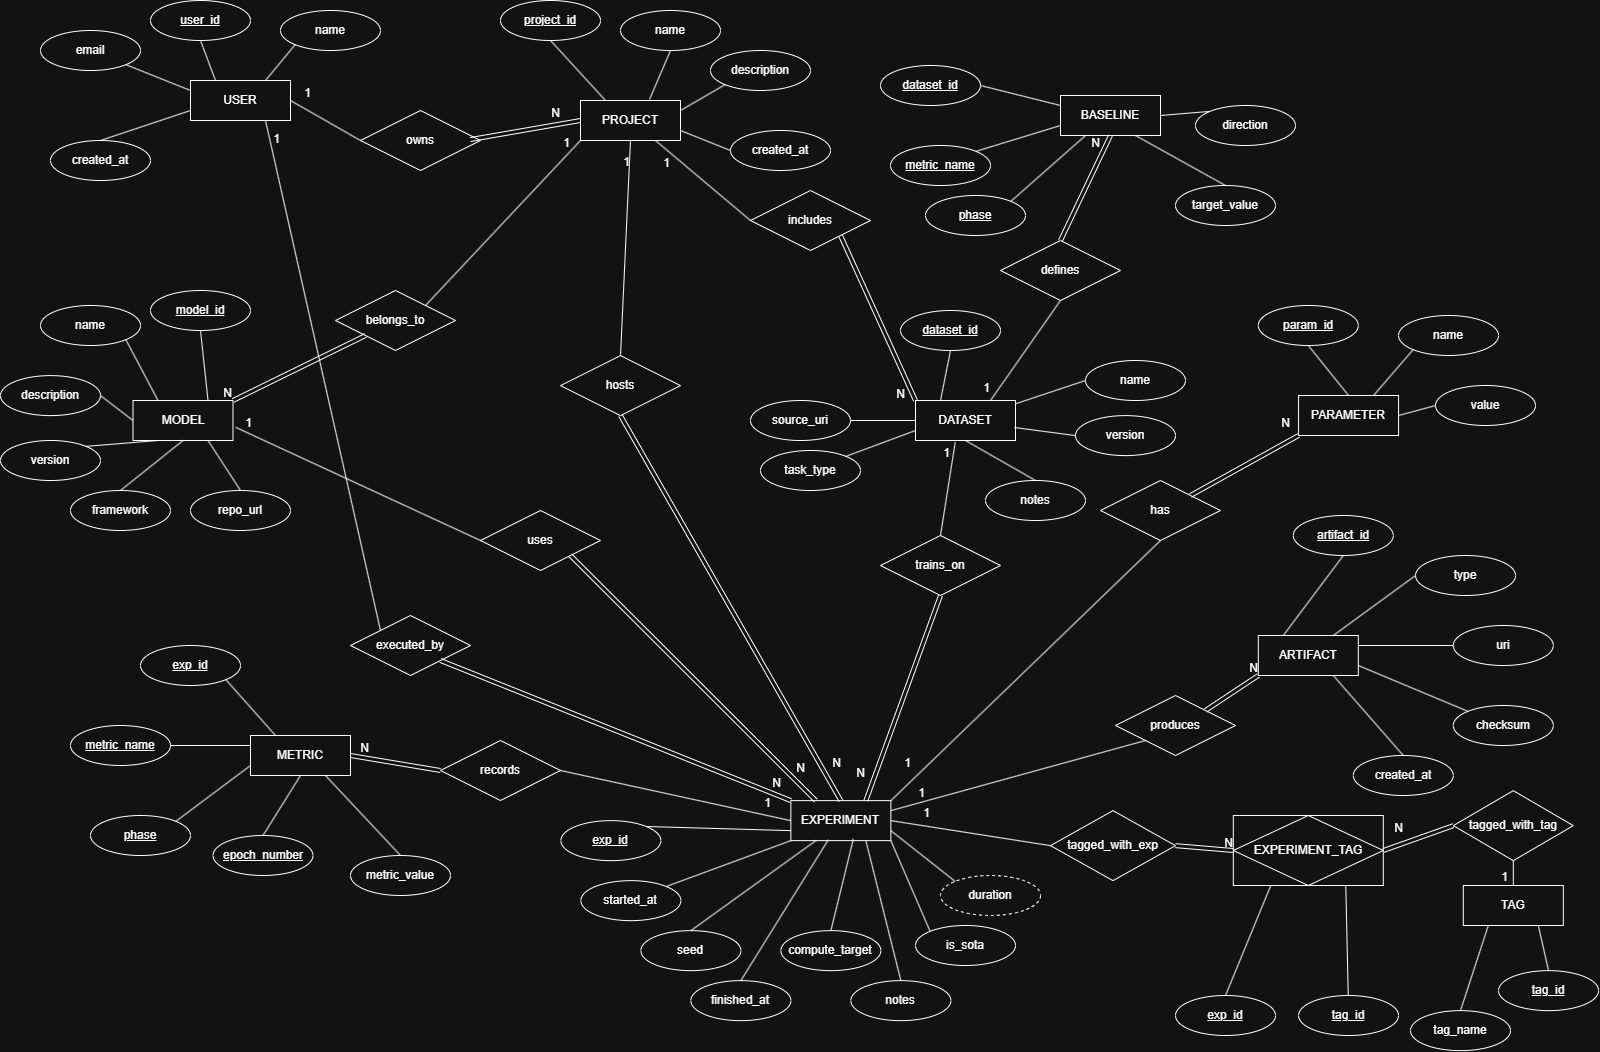 user_id
project_id
name
name
email
description
dataset_id
USER
1
N
PROJECT
BASELINE
direction
1
owns
1
1
1
N
created_at
created_at
metric_name
target_value
phase
includes
defines
model_id
name
belongs_to
dataset_id
param_id
name
description
N
hosts
N
1
name
value
MODEL
1
source_uri
DATASET
version
N
PARAMETER
version
task_type
1
notes
framework
repo_url
has
uses
trains_on
artifact_id
type
executed_by
uri
exp_id
ARTIFACT
N
produces
checksum
metric_name
METRIC
N
records
N
N
N
N
1
created_at
1
1
1
EXPERIMENT
tagged_with_tag
N
phase
exp_id
tagged_with_exp
N
EXPERIMENT_TAG
epoch_number
metric_value
1
started_at
duration
TAG
seed
compute_target
is_sota
finished_at
notes
tag_id
exp_id
tag_id
tag_name